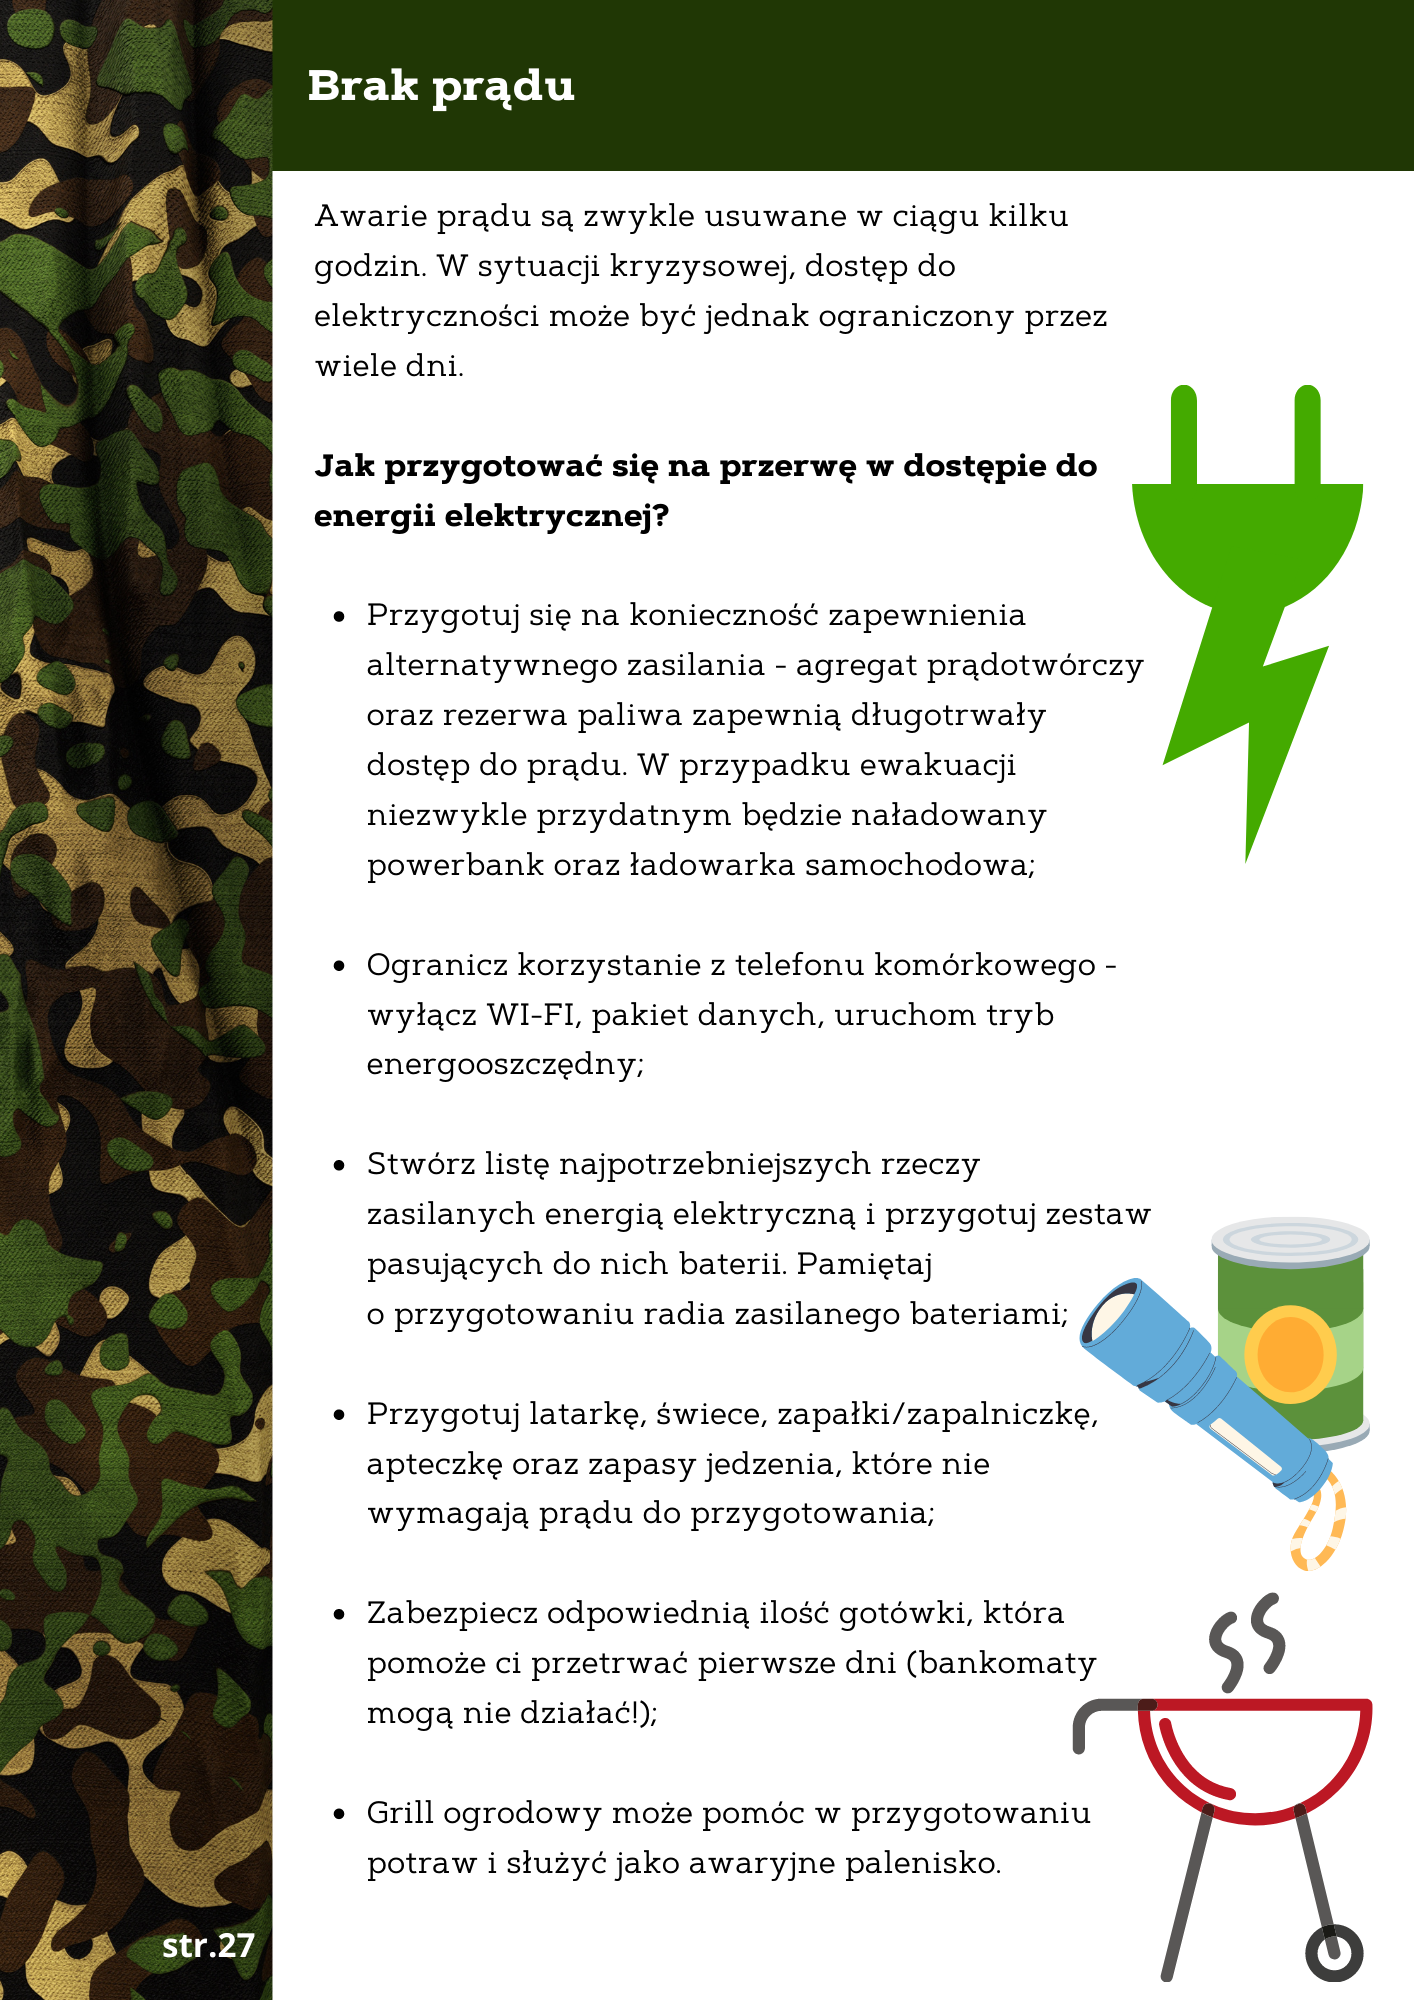 Brak prądu
Awarie prądu są zwykle usuwane w ciągu kilku
godzin. W sytuacji kryzysowej, dostęp do
elektryczności może być jednak ograniczony przez
wiele dni.
Jak przygotować się na przerwę w dostępie do
energii elektrycznej?
• Przygotuj się na konieczność zapewnienia
alternatywnego zasilania - agregat prądotwórczy
oraz rezerwa paliwa zapewnią długotrwały
dostęp do prądu. W przypadku ewakuacji
niezwykle przydatnym będzie naładowany
powerbank oraz ładowarka samochodowa;
• Ogranicz korzystanie z telefonu komórkowego -
wyłącz WI-FI, pakiet danych, uruchom tryb
energooszczędny;
• Stwórz listę najpotrzebniejszych rzeczy
zasilanych energią elektryczną i przygotuj zestaw
pasujących do nich baterii. Pamiętaj
o przygotowaniu radia zasilanego bateriami;
• Przygotuj latarkę, świece, zapałki/zapalniczkę,
apteczkę oraz zapasy jedzenia, które nie
wymagają prądu do przygotowania;
• Zabezpiecz odpowiednią ilość gotówki, która
pomoże ci przetrwać pierwsze dni (bankomaty
mogą nie działać!);
• Grill ogrodowy może pomóc w przygotowaniu
potraw i służyć jako awaryjne palenisko.
str.27